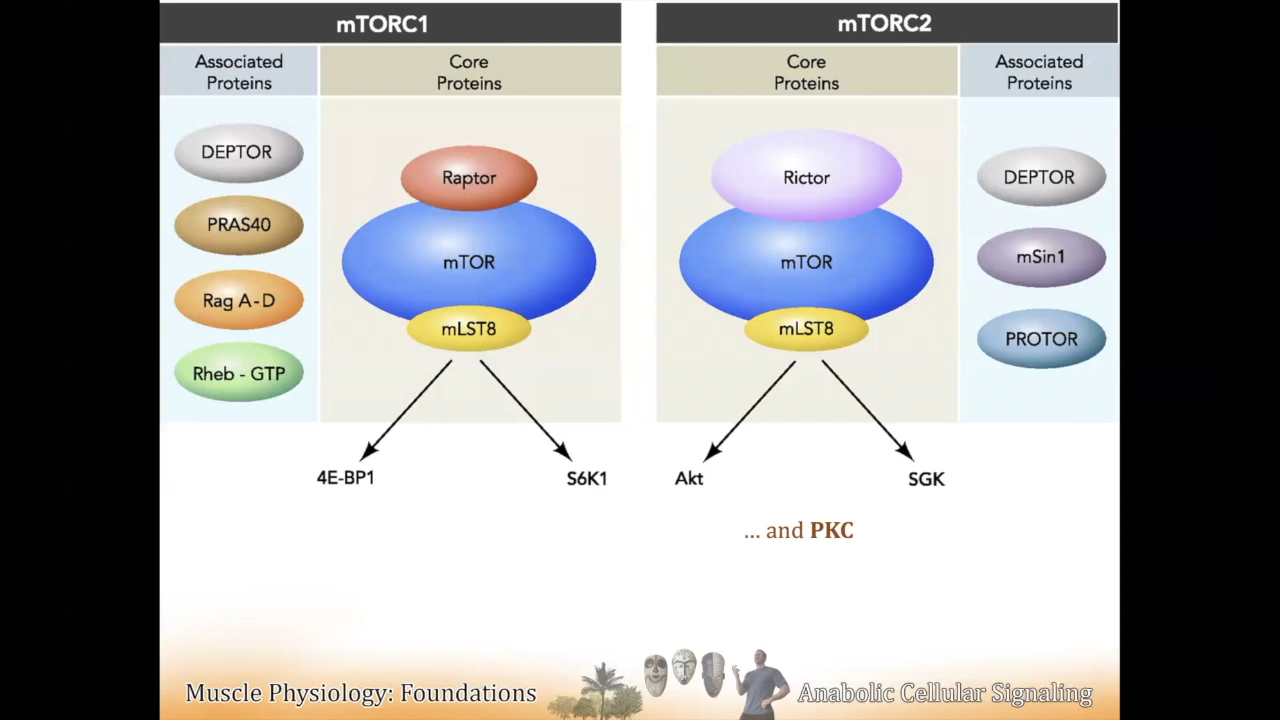 mTORC1
Associated
Proteins
Core
Proteins
DEPTOR
PRAS40
Rag A-D
Rheb - GTP
Raptor
mTOR
mLST8
4E-BP1
S6K1
mTORC2
Core
Proteins
Associated
Proteins
Rictor
mTOR
mLST8
DEPTOR
mSin1
PROTOR
Akt
SGK
... and PKC
Muscle Physiology: Foundations
Anabolic Cellular Signaling